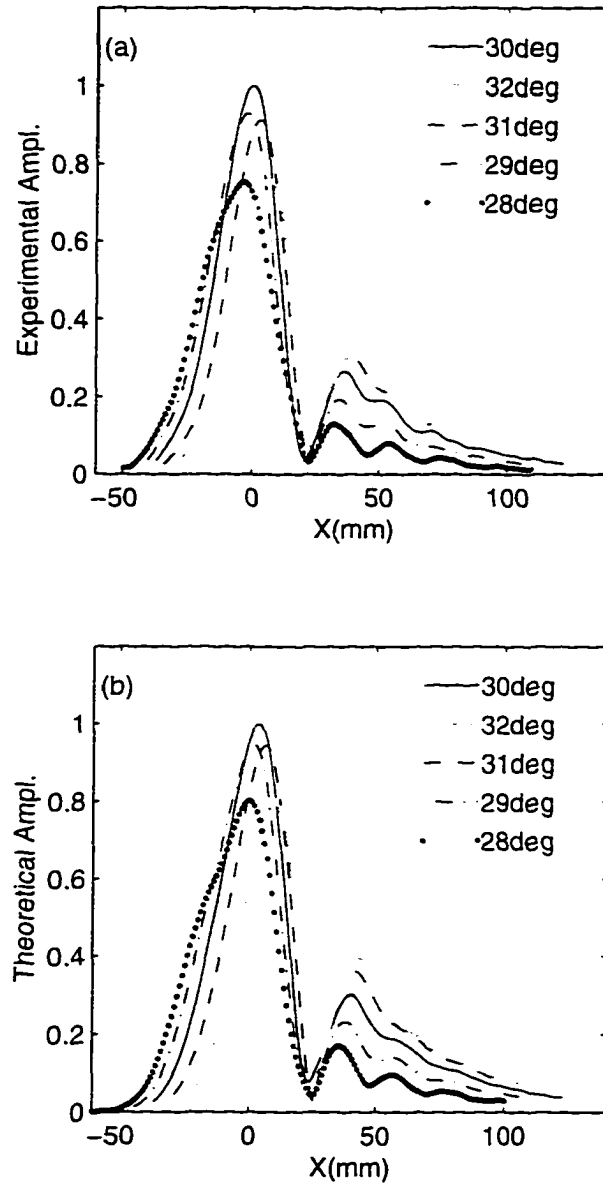 (a)
30deg
32deg
31deg
29deg
28deg
Experimental Ampl.
1
0.8
0.6
0.4
0.2
0
−50
0
50
100
X(mm)
(b)
30deg
32deg
31deg
29deg
28deg
Theoretical Ampl.
1
0.8
0.6
0.4
0.2
0
−50
0
50
100
X(mm)